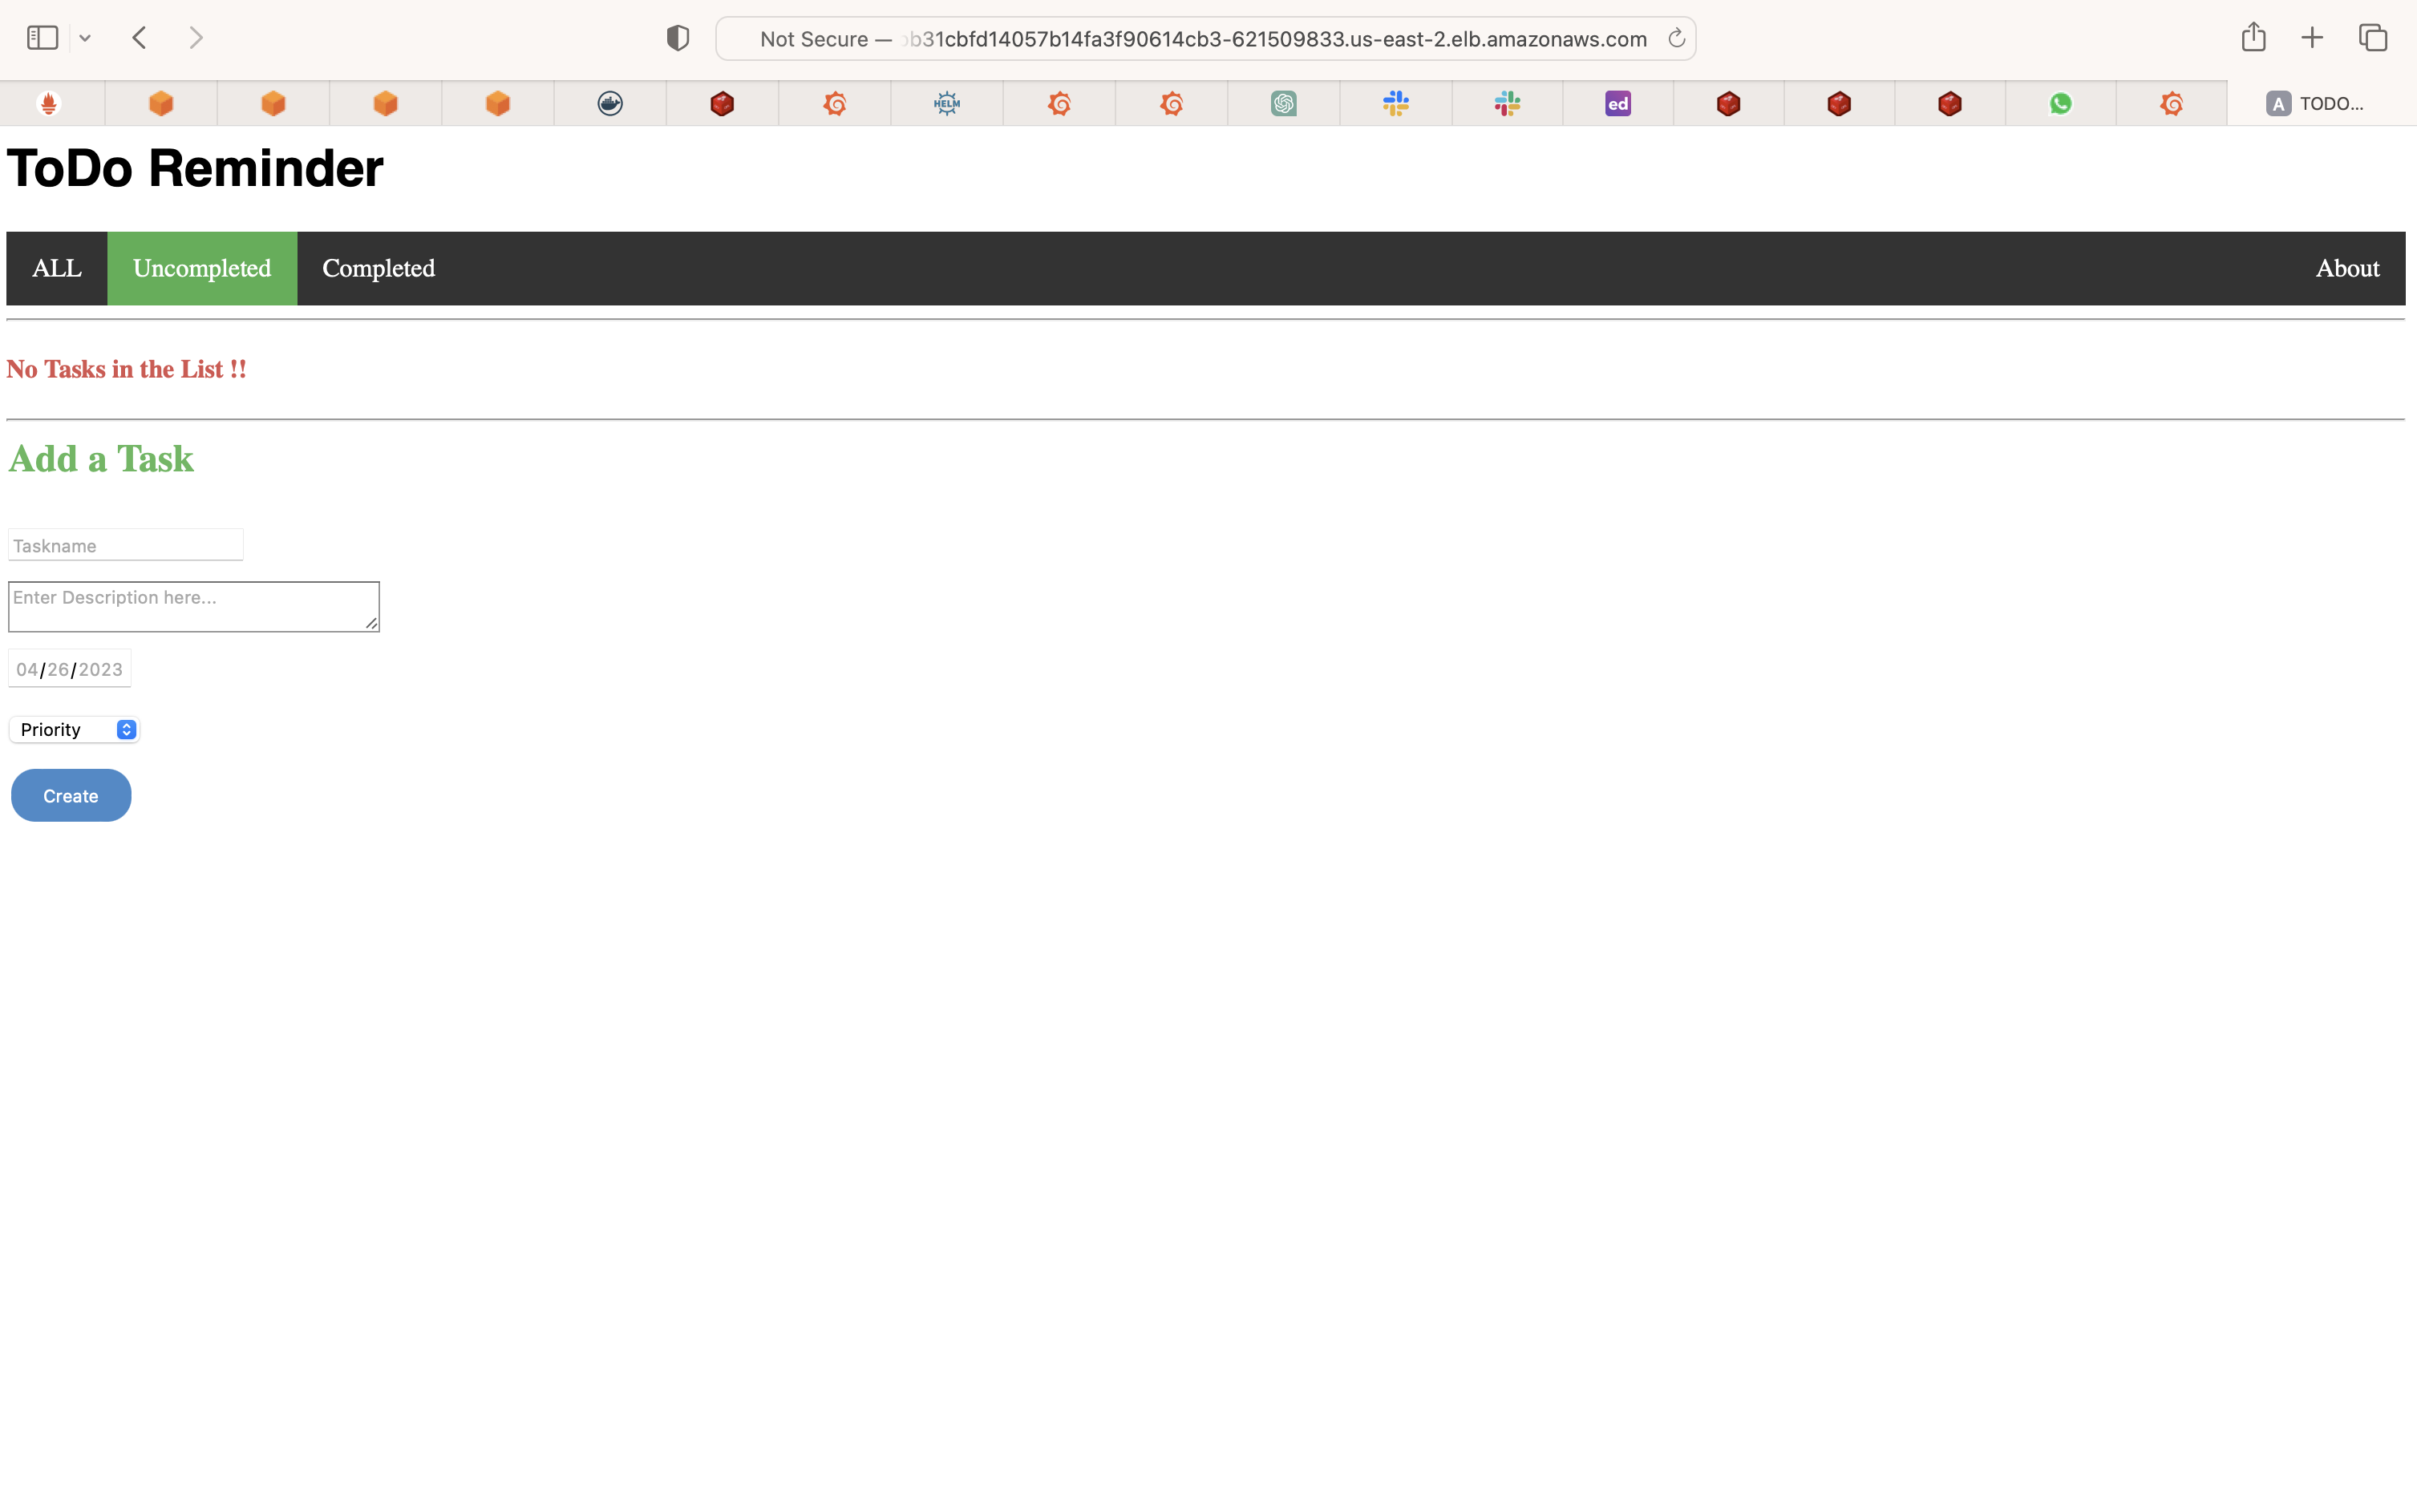 Not Secure — b31cbfd14057b14fa3f90614cb3-621509833.us-east-2.elb.amazonaws.com
HELM
ed
A TODO...
ToDo Reminder
ALL Uncompleted Completed About
No Tasks in the List !!
Add a Task
Taskname
Enter Description here...
04/26/2023
Priority
Create